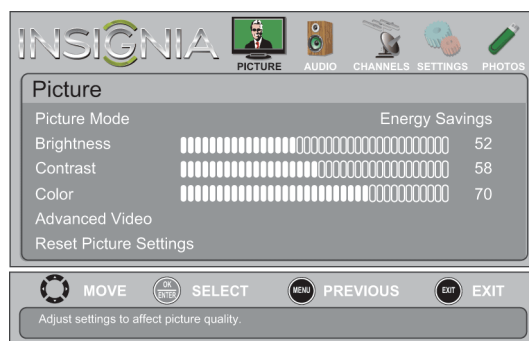 INSIGNIA
PICTURE AUDIO CHANNELS SETTINGS PHOTOS
Picture
Picture Mode Energy Savings
Brightness 52
Contrast 58
Color 70
Advanced Video
Reset Picture Settings
MOVE OK ENTER SELECT MENU PREVIOUS EXIT EXIT
Adjust settings to affect picture quality.